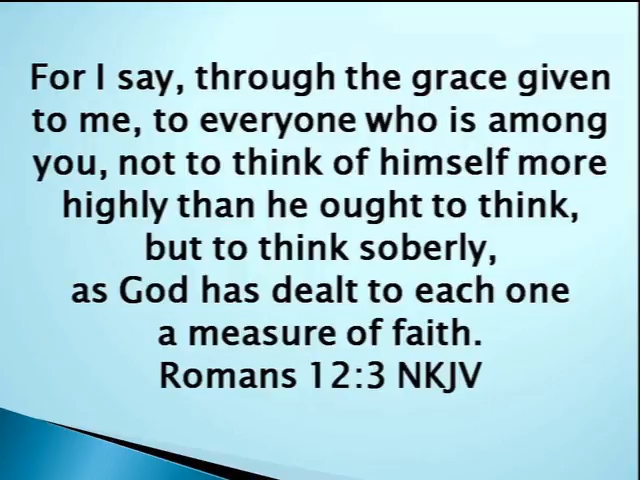 For I say, through the grace given
to me, to everyone who is among
you, not to think of himself more
highly than he ought to think,
but to think soberly,
as God has dealt to each one
a measure of faith.
Romans 12:3 NKJV